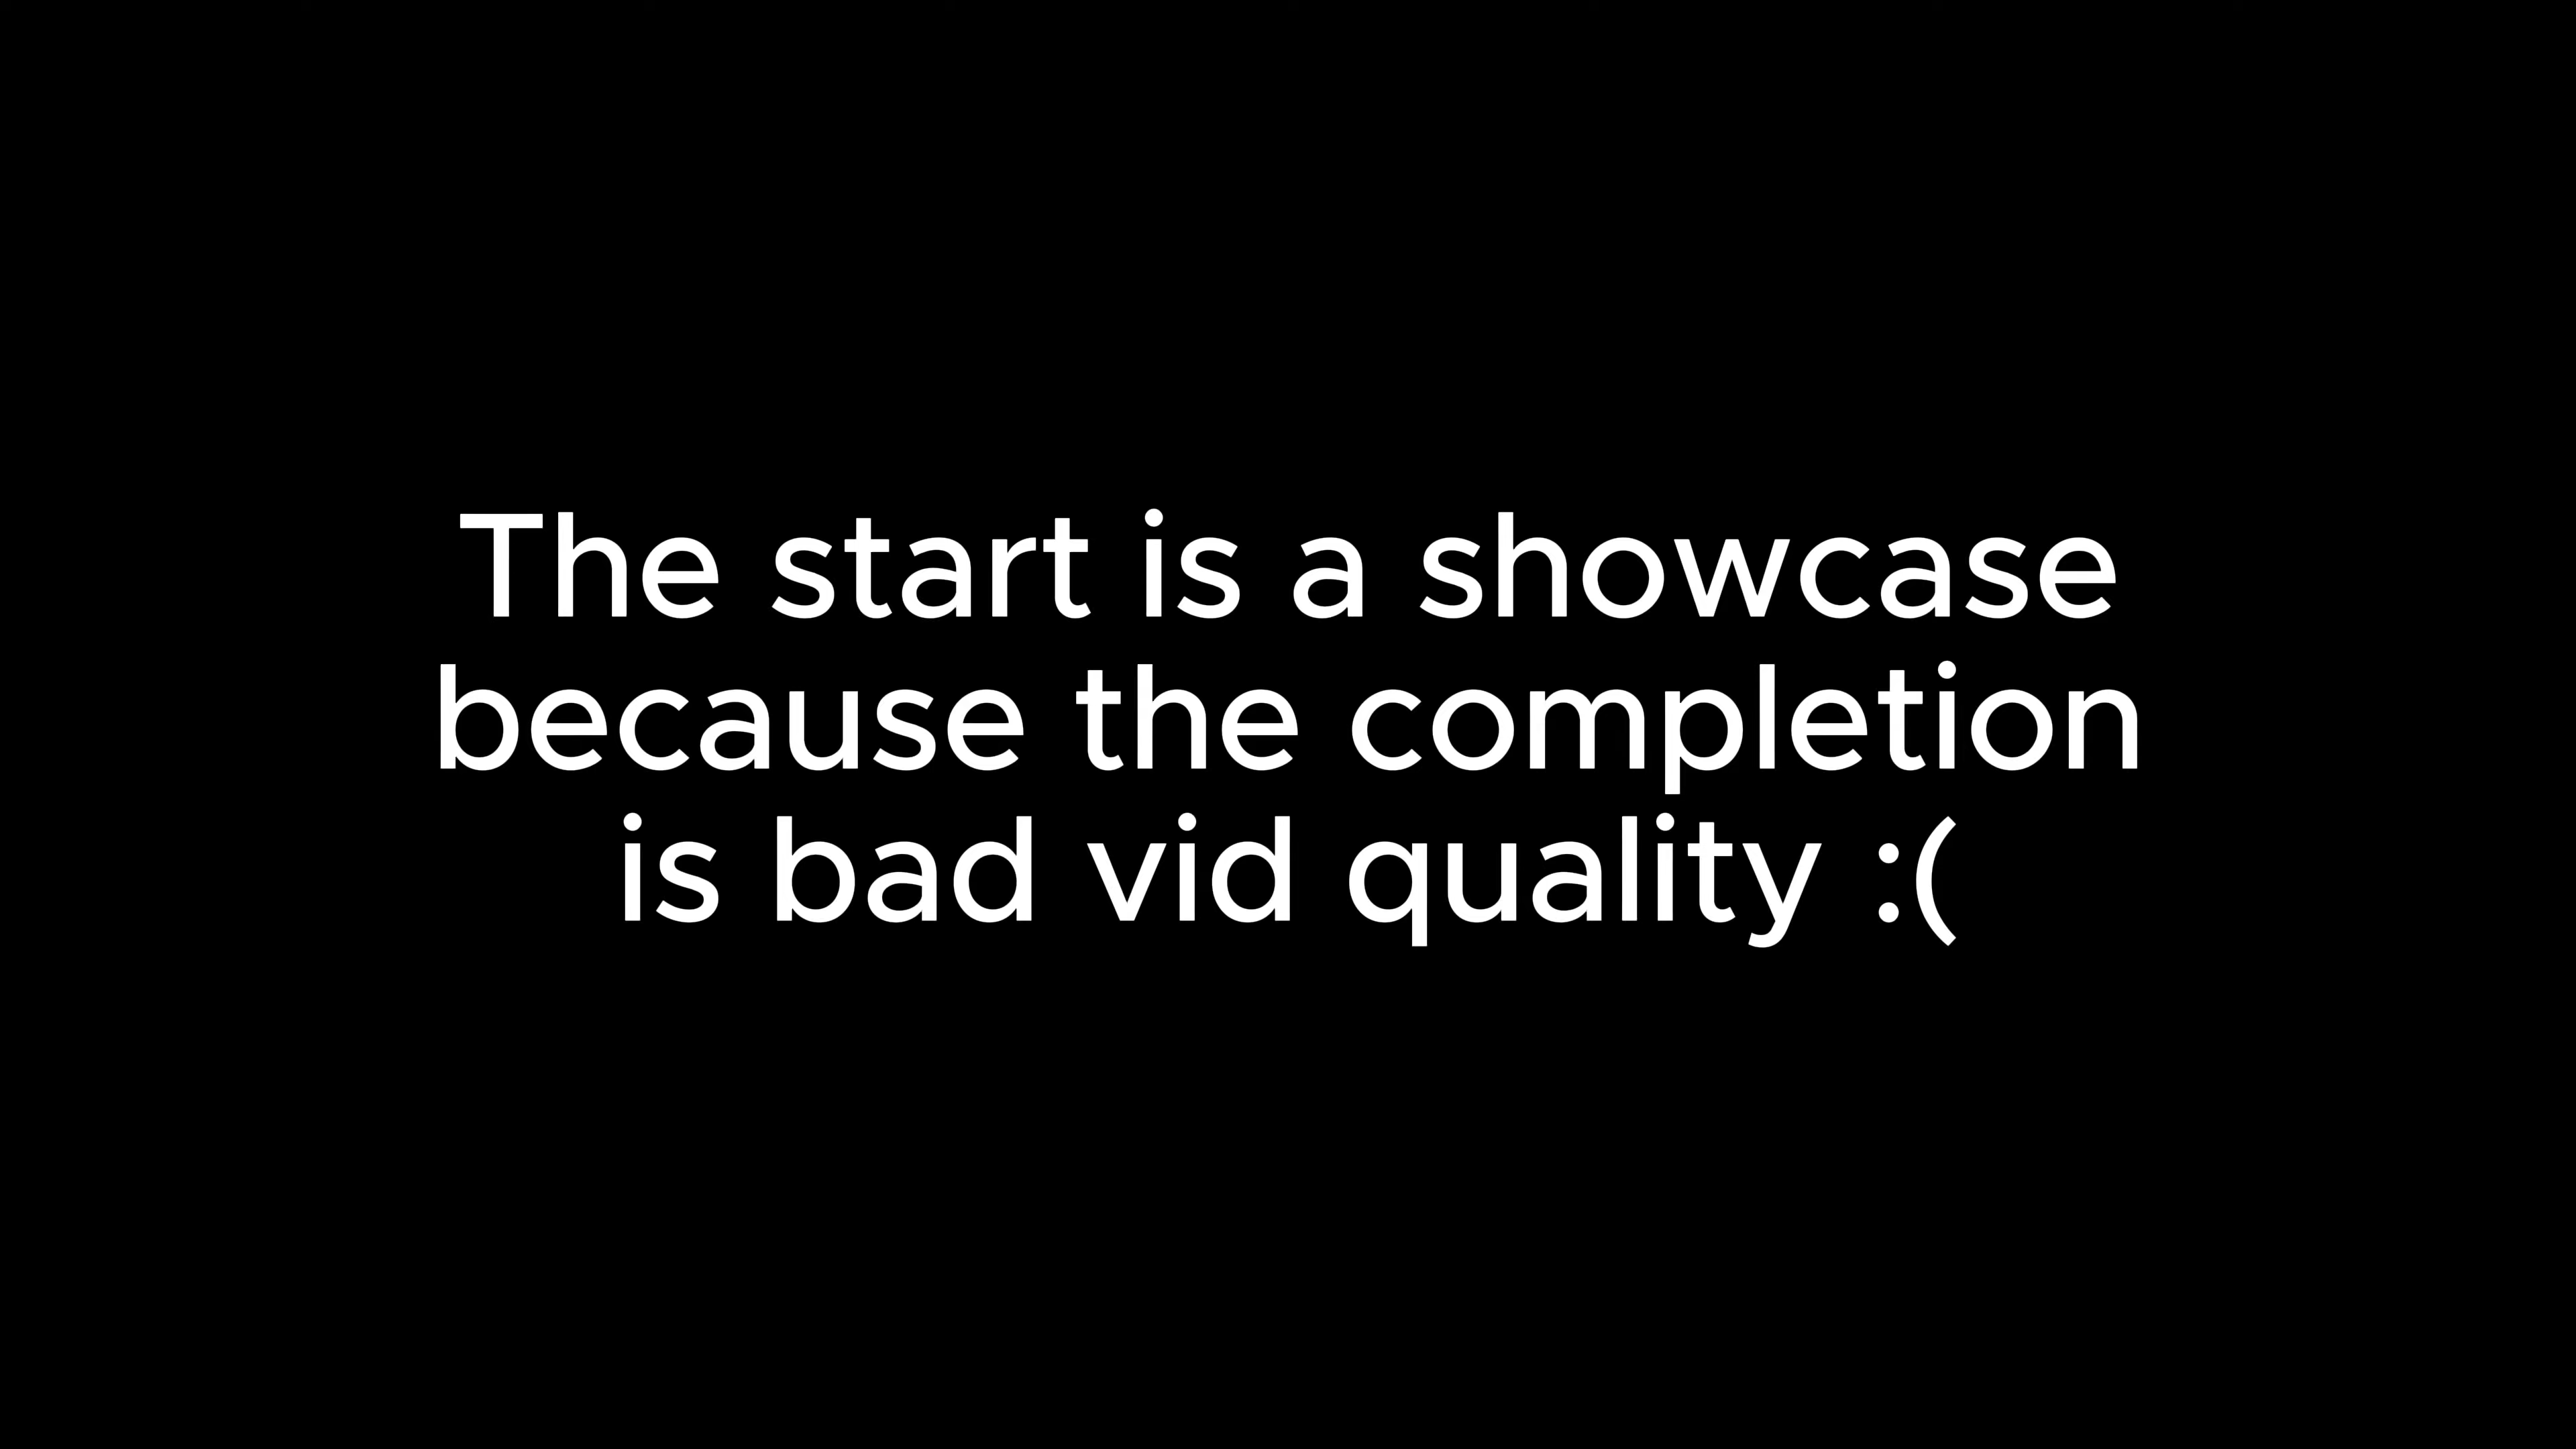 The start is a showcase
because the completion
is bad vid quality :(